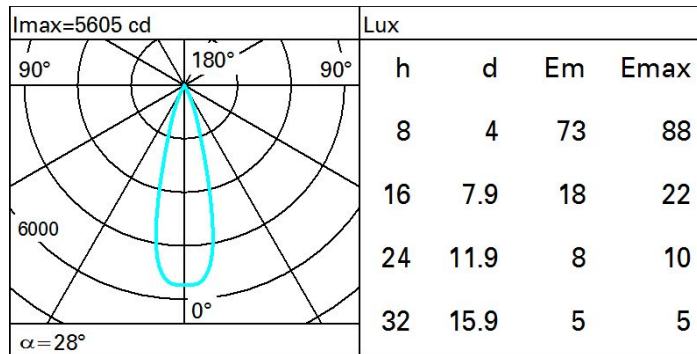 Imax=5605 cd
Lux
90° 180° 90°
6000
0°
α=28°
h d Em Emax
8 4 73 88
16 7.9 18 22
24 11.9 8 10
32 15.9 5 5